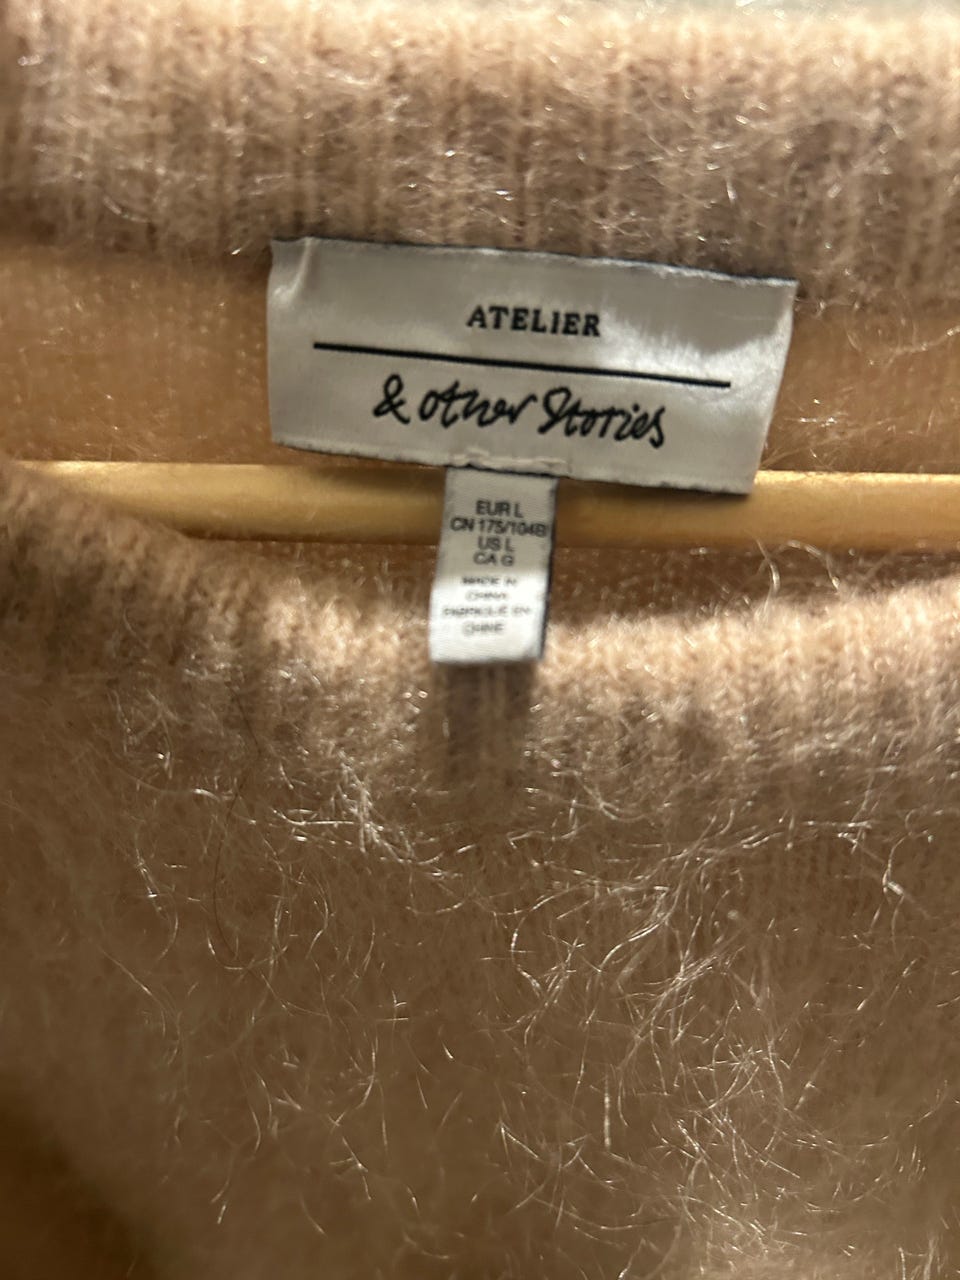 ATELIER
& other Stories
EUR L
CN 175/104B
US L
CA G
MADE IN
CHINA
FABRIQUÉ EN
CHINE